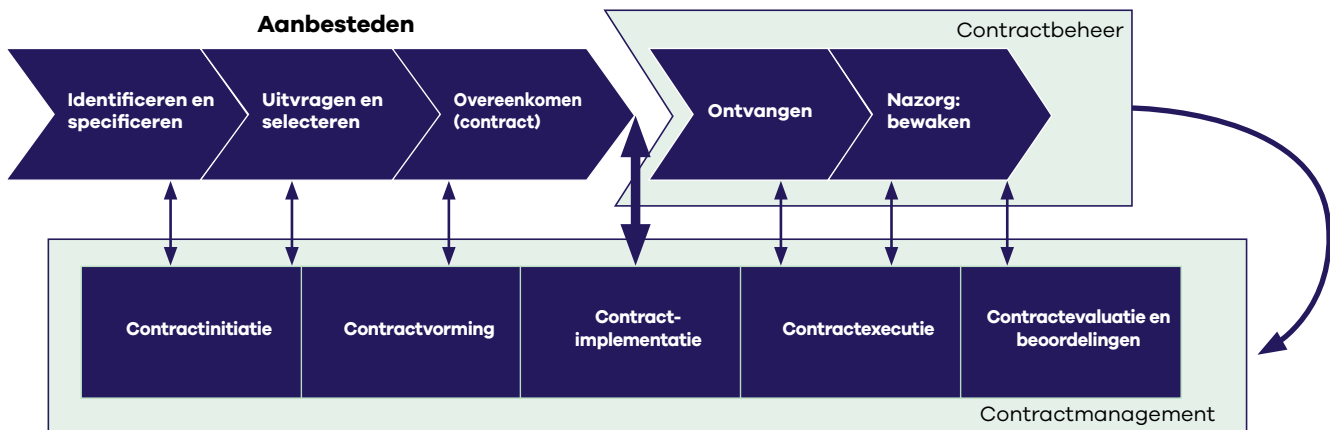 Aanbesteden
Contractbeheer
Identificeren en
specificeren
Uitvragen en
selecteren
Overeenkomen
(contract)
Ontvangen
Nazorg:
bewaken
Contractinitiatie
Contractvorming
Contract-
implementatie
Contractexecutie
Contractevaluatie en
beoordelingen
Contractmanagement